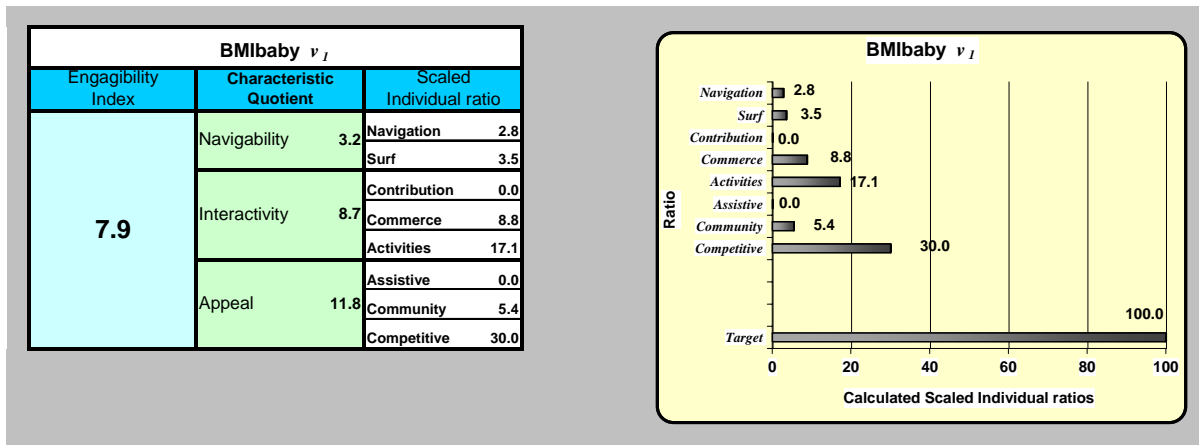 BMIbaby v 1
Engagibility Index
Characteristic Quotient
Scaled Individual ratio
7.9
Navigability 3.2
Navigation 2.8
Surf 3.5
Interactivity 8.7
Contribution 0.0
Commerce 8.8
Activities 17.1
Appeal 11.8
Assistive 0.0
Community 5.4
Competitive 30.0
BMIbaby v 1
Ratio
Navigation 2.8
Surf 3.5
Contribution 0.0
Commerce 8.8
Activities 17.1
Assistive 0.0
Community 5.4
Competitive 30.0
Target 100.0
0 20 40 60 80 100
Calculated Scaled Individual ratios